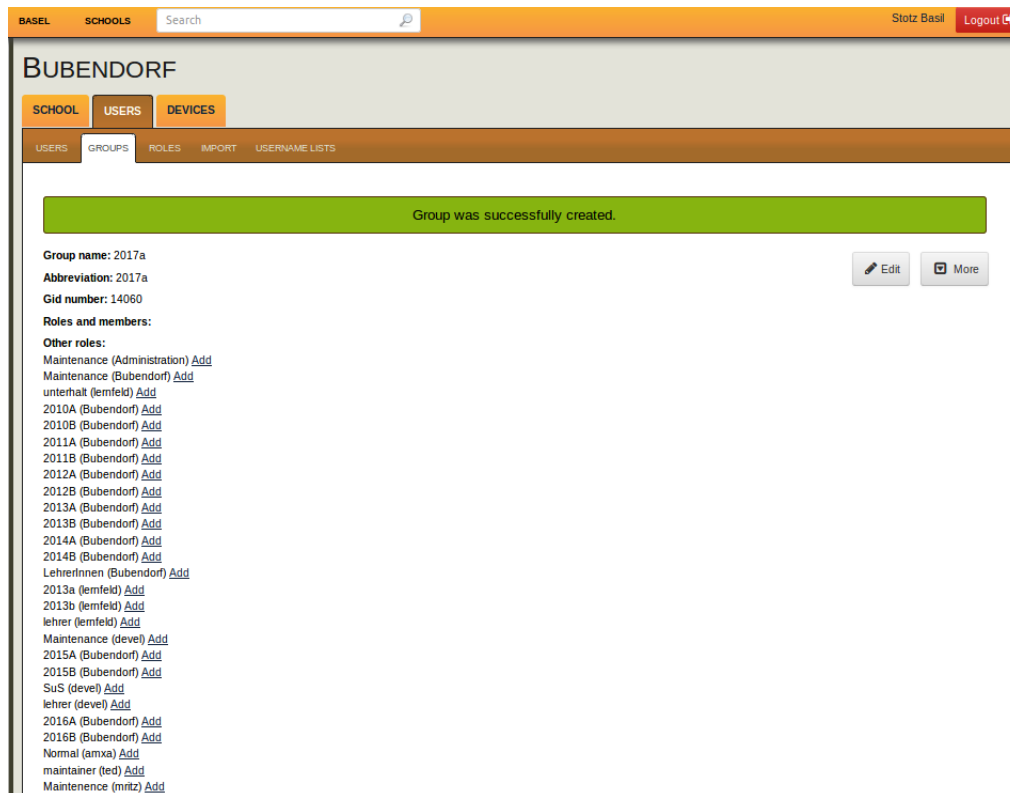 BASEL SCHOOLS Search Stotz Basil Logout
BUBENDORF
SCHOOL USERS DEVICES
USERS GROUPS ROLES IMPORT USERNAME LISTS
Group was successfully created.
Group name: 2017a
Edit More
Abbreviation: 2017a
Gid number: 14060
Roles and members:
Other roles:
Maintenance (Administration) Add
Maintenance (Bubendorf) Add
unterhalt (lernfeld) Add
2010A (Bubendorf) Add
2010B (Bubendorf) Add
2011A (Bubendorf) Add
2011B (Bubendorf) Add
2012A (Bubendorf) Add
2012B (Bubendorf) Add
2013A (Bubendorf) Add
2013B (Bubendorf) Add
2014A (Bubendorf) Add
2014B (Bubendorf) Add
LehrerInnen (Bubendorf) Add
2013a (lernfeld) Add
2013b (lernfeld) Add
lehrer (lernfeld) Add
Maintenance (devel) Add
2015A (Bubendorf) Add
2015B (Bubendorf) Add
SuS (devel) Add
lehrer (devel) Add
2016A (Bubendorf) Add
2016B (Bubendorf) Add
Normal (amxa) Add
maintainer (ted) Add
Maintenence (mritz) Add